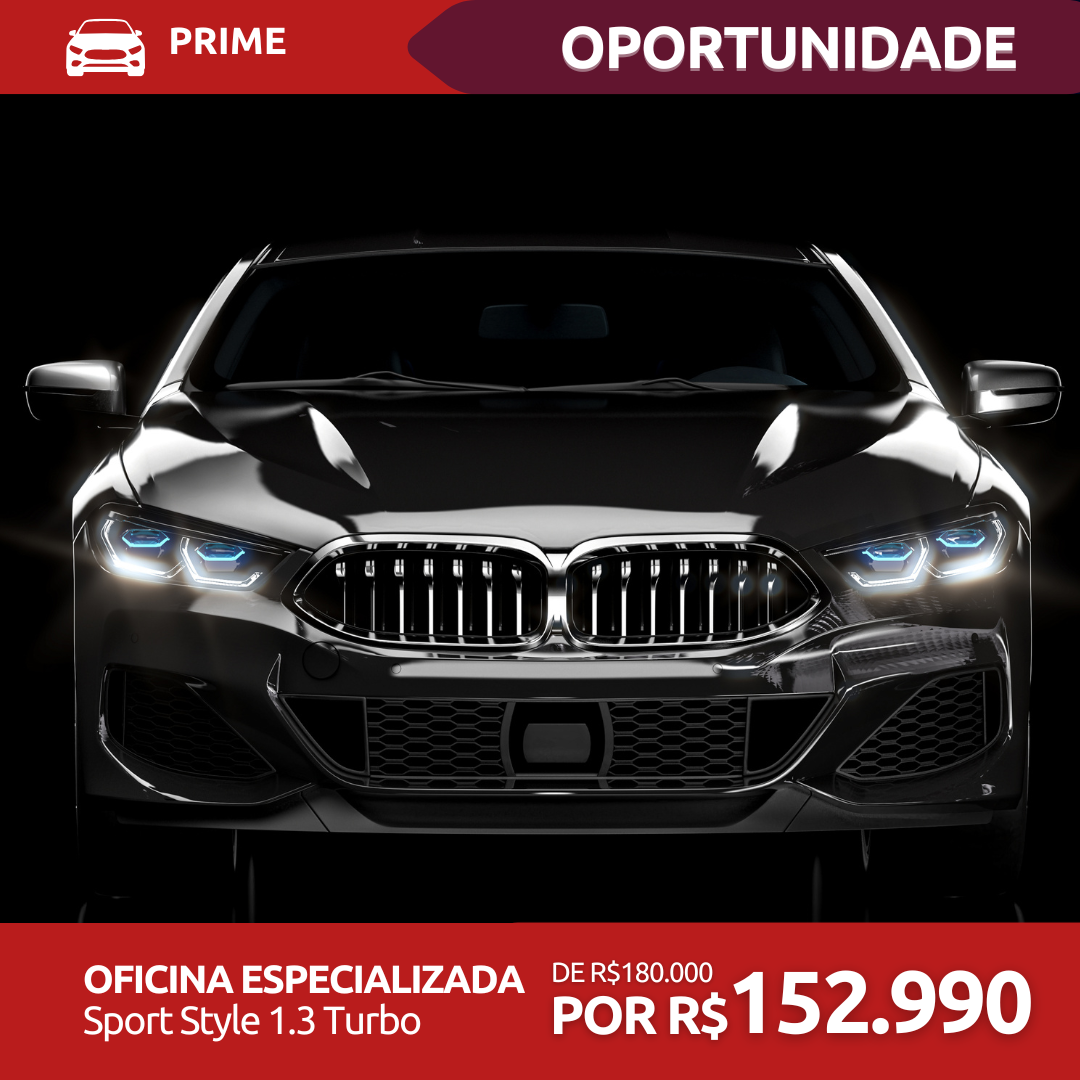 PRIME
OPORTUNIDADE
OFICINA ESPECIALIZADA
Sport Style 1.3 Turbo
DE R$180.000
POR R$152.990